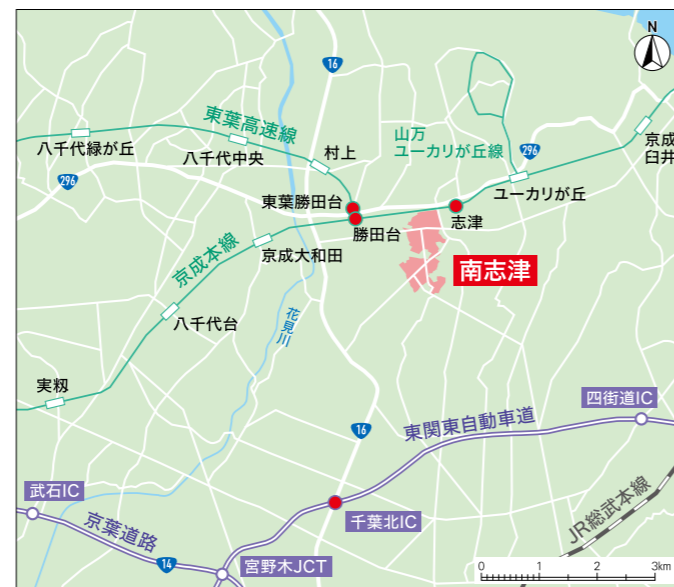 N
16
東葉高速線
村上
山万
ユーカリが丘線
京成
臼井
八千代緑が丘
八千代中央
296
296
ユーカリが丘
東葉勝田台
志津
勝田台
京成本線
京成大和田
南志津
八千代台
花見川
実籾
四街道IC
16
東関東自動車道
武石IC
千葉北IC
JR総武本線
京葉道路
14
宮野木JCT
0 1 2 3km